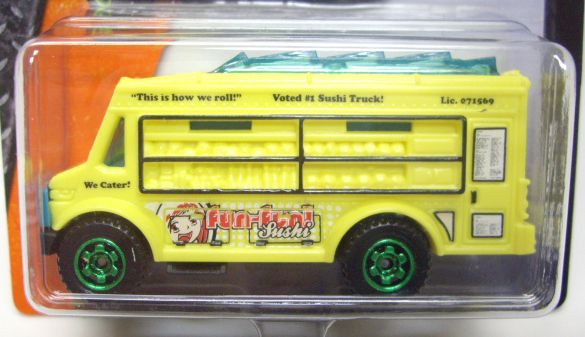 "This is how we roll!" Voted #1 Sushi Truck! Lic. 071569
We Cater!
fun-fun!
Sushi